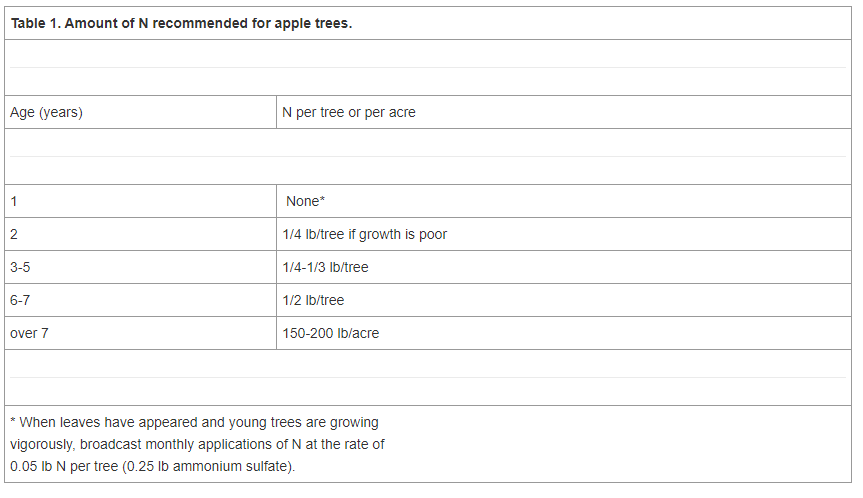 Table 1. Amount of N recommended for apple trees.
Age (years) N per tree or per acre
1 None*
2 1/4 lb/tree if growth is poor
3-5 1/4-1/3 lb/tree
6-7 1/2 lb/tree
over 7 150-200 lb/acre
* When leaves have appeared and young trees are growing
vigorously, broadcast monthly applications of N at the rate of
0.05 lb N per tree (0.25 lb ammonium sulfate).